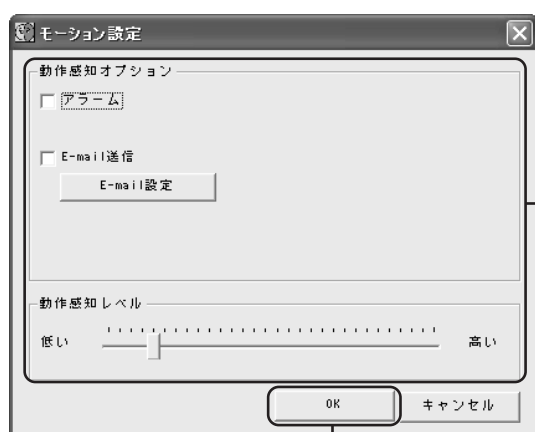 モーション設定
動作感知オプション
アラーム
E-mail送信
E-mail設定
動作感知レベル
低い
高い
OK
キャンセル